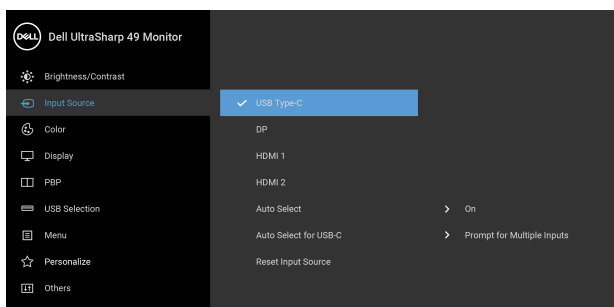 DELL Dell UltraSharp 49 Monitor
Brightness/Contrast
Input Source USB Type-C
Color DP
Display HDMI 1
PBP HDMI 2
USB Selection Auto Select On
Menu Auto Select for USB-C Prompt for Multiple Inputs
Personalize Reset Input Source
Others